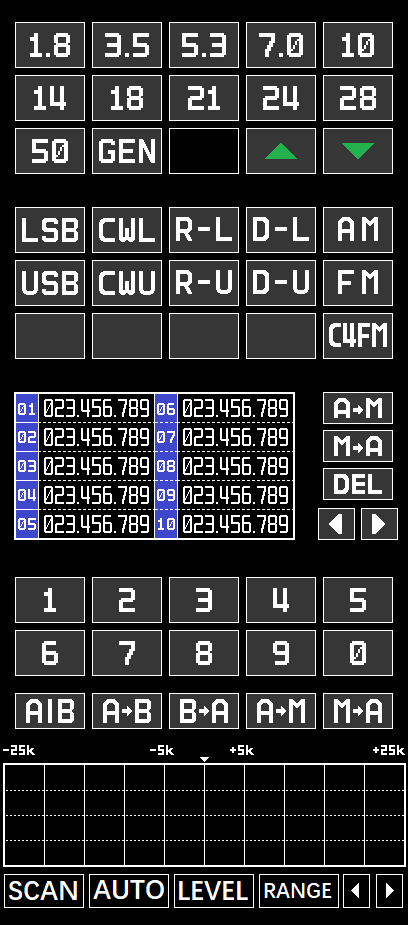 1.8 3.5 5.3 7.0 10
14 18 21 24 28
50 GEN
LSB CWL R-L D-L AM
USB CWU R-U D-U FM
C4FM
01 023.456.789 06 023.456.789 A→M
02 023.456.789 07 023.456.789 M→A
03 023.456.789 08 023.456.789 DEL
04 023.456.789 09 023.456.789
05 023.456.789 10 023.456.789
1 2 3 4 5
6 7 8 9 0
A|B A→B B→A A→M M→A
-25k -5k +5k +25k
SCAN AUTO LEVEL RANGE